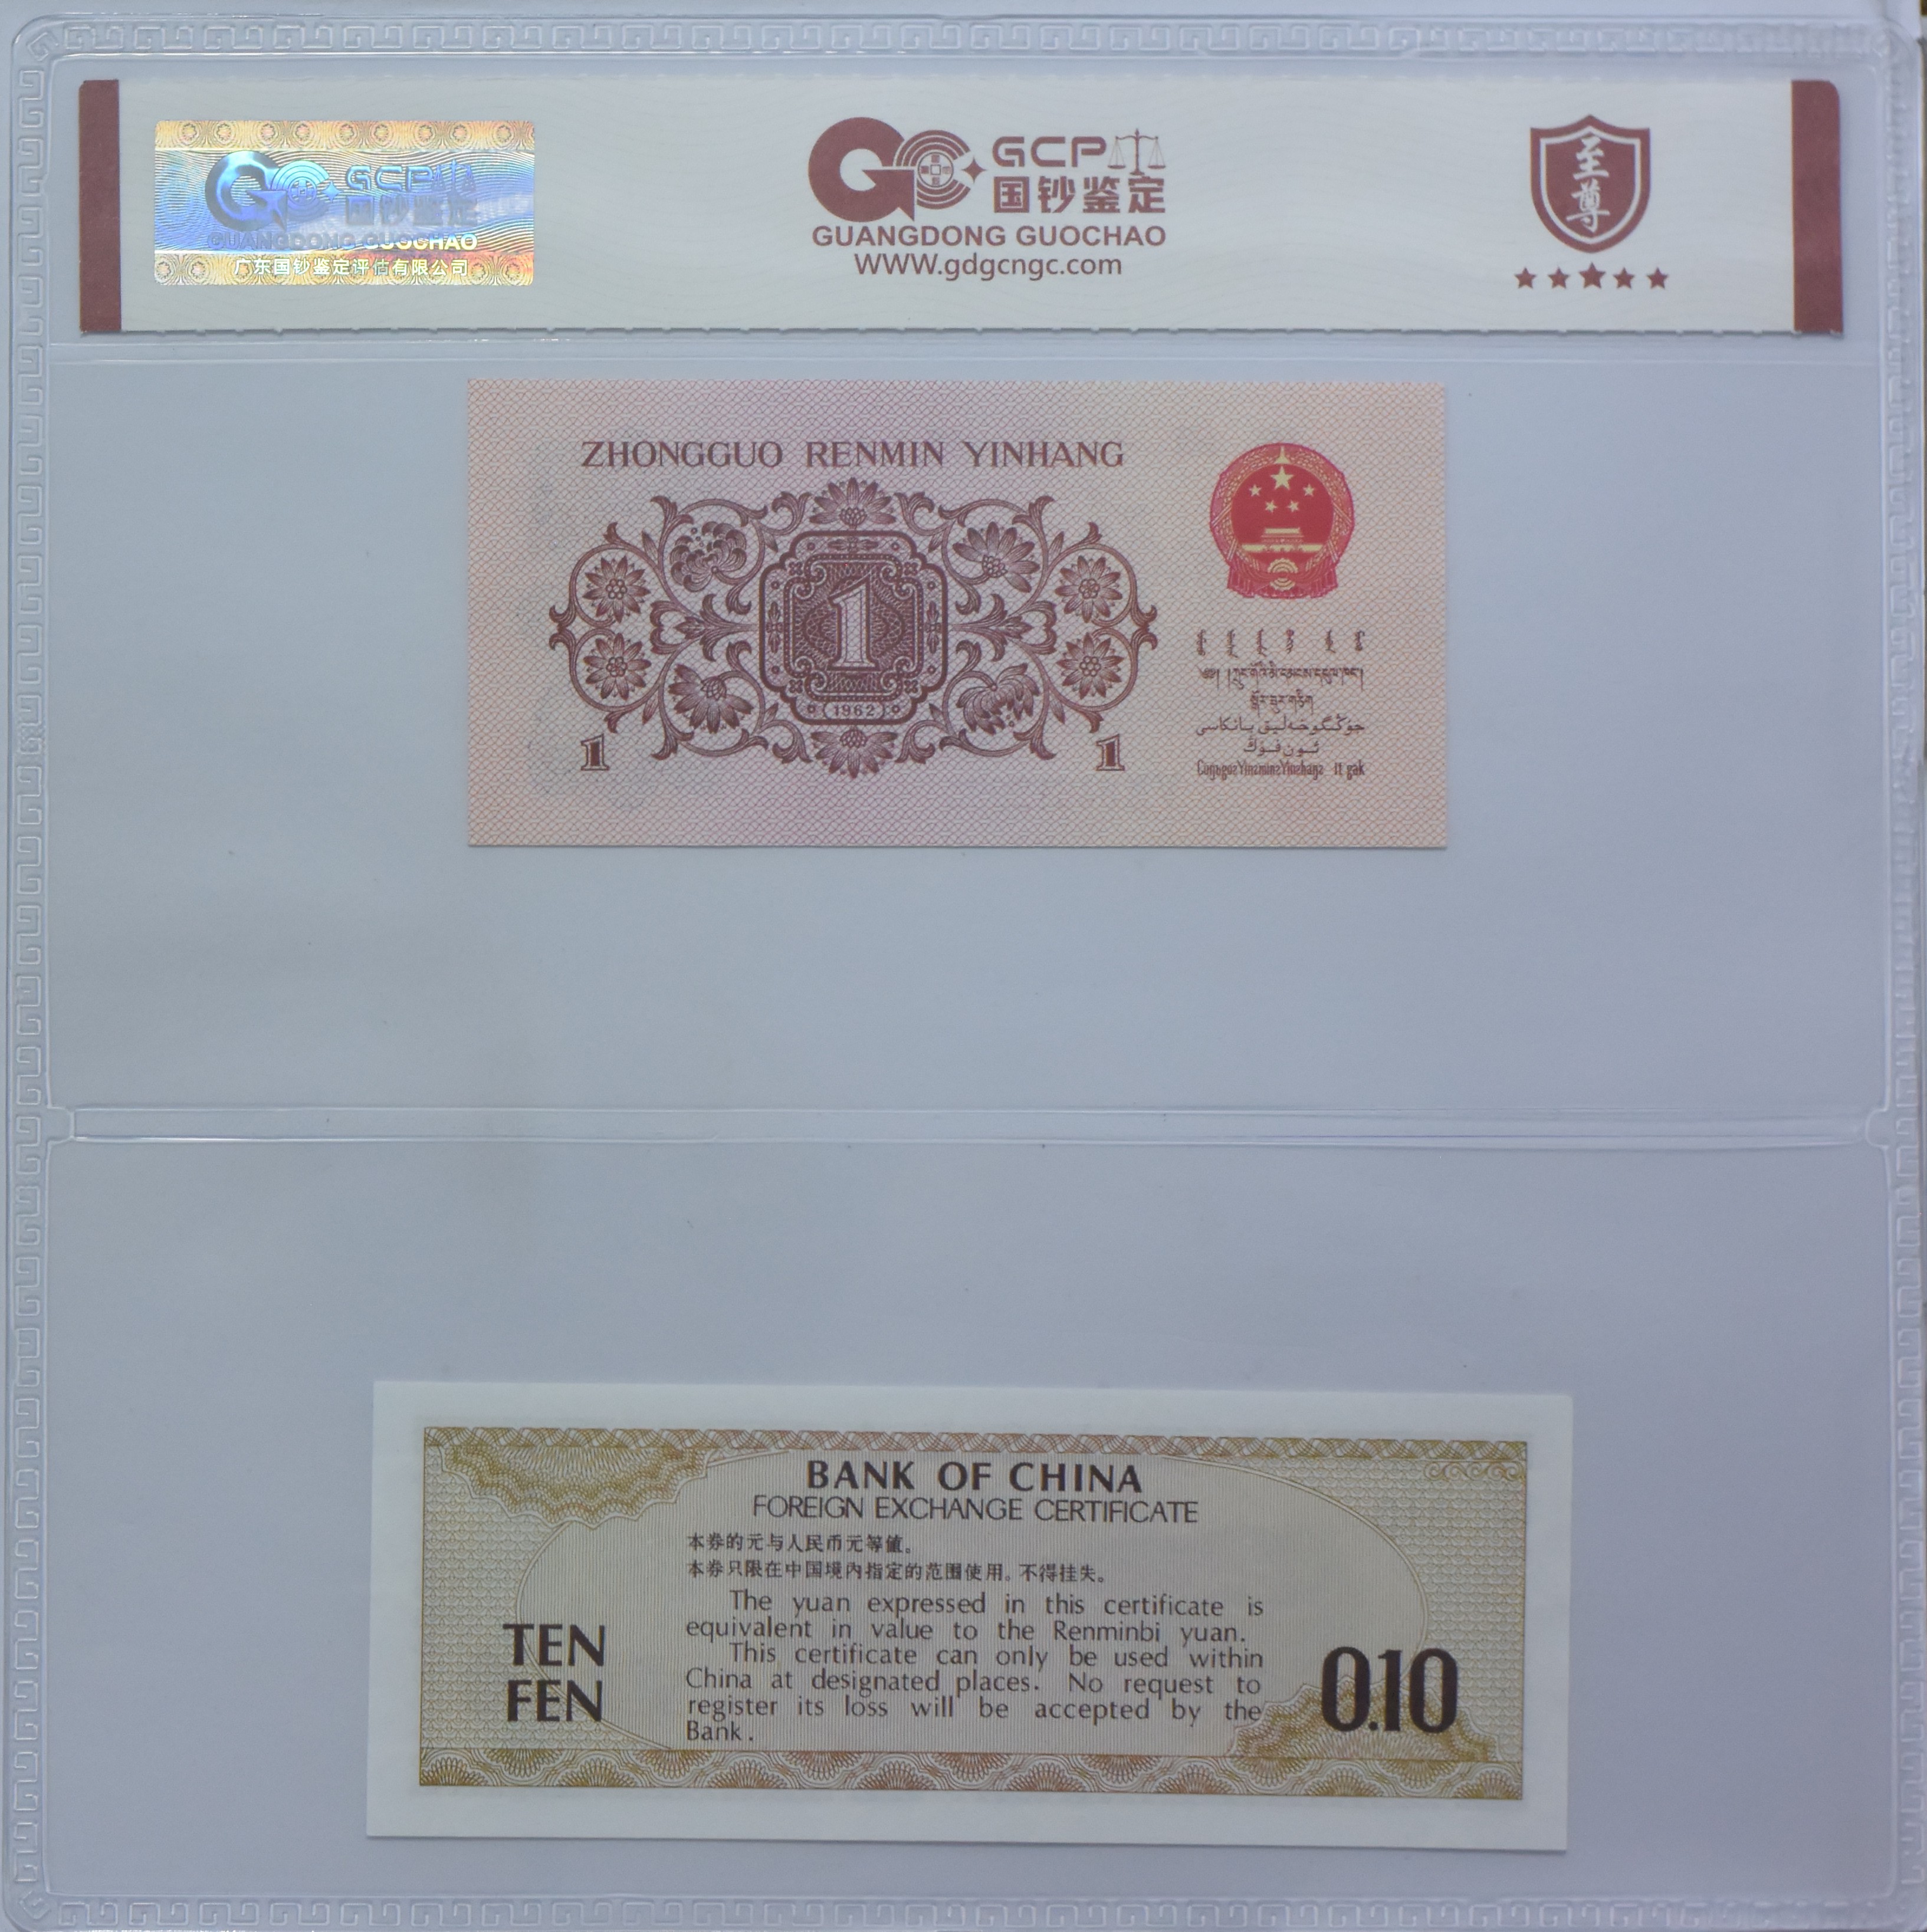 GCP
国钞鉴定
GUANGDONG GUOCHAO
广东国钞鉴定评估有限公司
GCP
国钞鉴定
GUANGDONG GUOCHAO
WWW.gdgcngc.com
至尊
ZHONGGUO RENMIN YINHANG
1
(1962)
1
1
جۇڭگو خەلىق بانكاسى
ئون فۇڭ
BANK OF CHINA
FOREIGN EXCHANGE CERTIFICATE
本券的元与人民币元等值。
本券只限在中国境内指定的范围使用。不得挂失。
The yuan expressed in this certificate is
equivalent in value to the Renminbi yuan.
This certificate can only be used within
China at designated places. No request to
register its loss will be accepted by the
Bank.
TEN
FEN
0.10